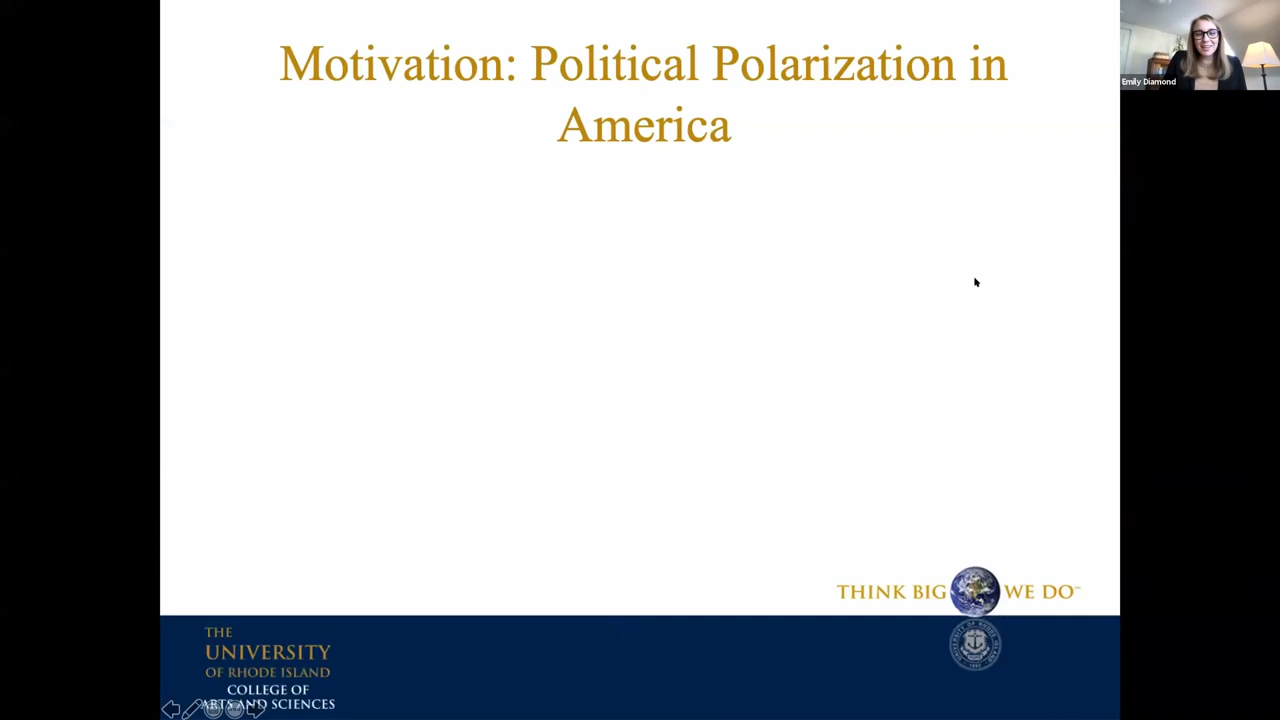 Motivation: Political Polarization in
America
Emily Diamond
THINK BIG WE DO™
THE
UNIVERSITY
OF RHODE ISLAND
COLLEGE OF
ARTS AND SCIENCES